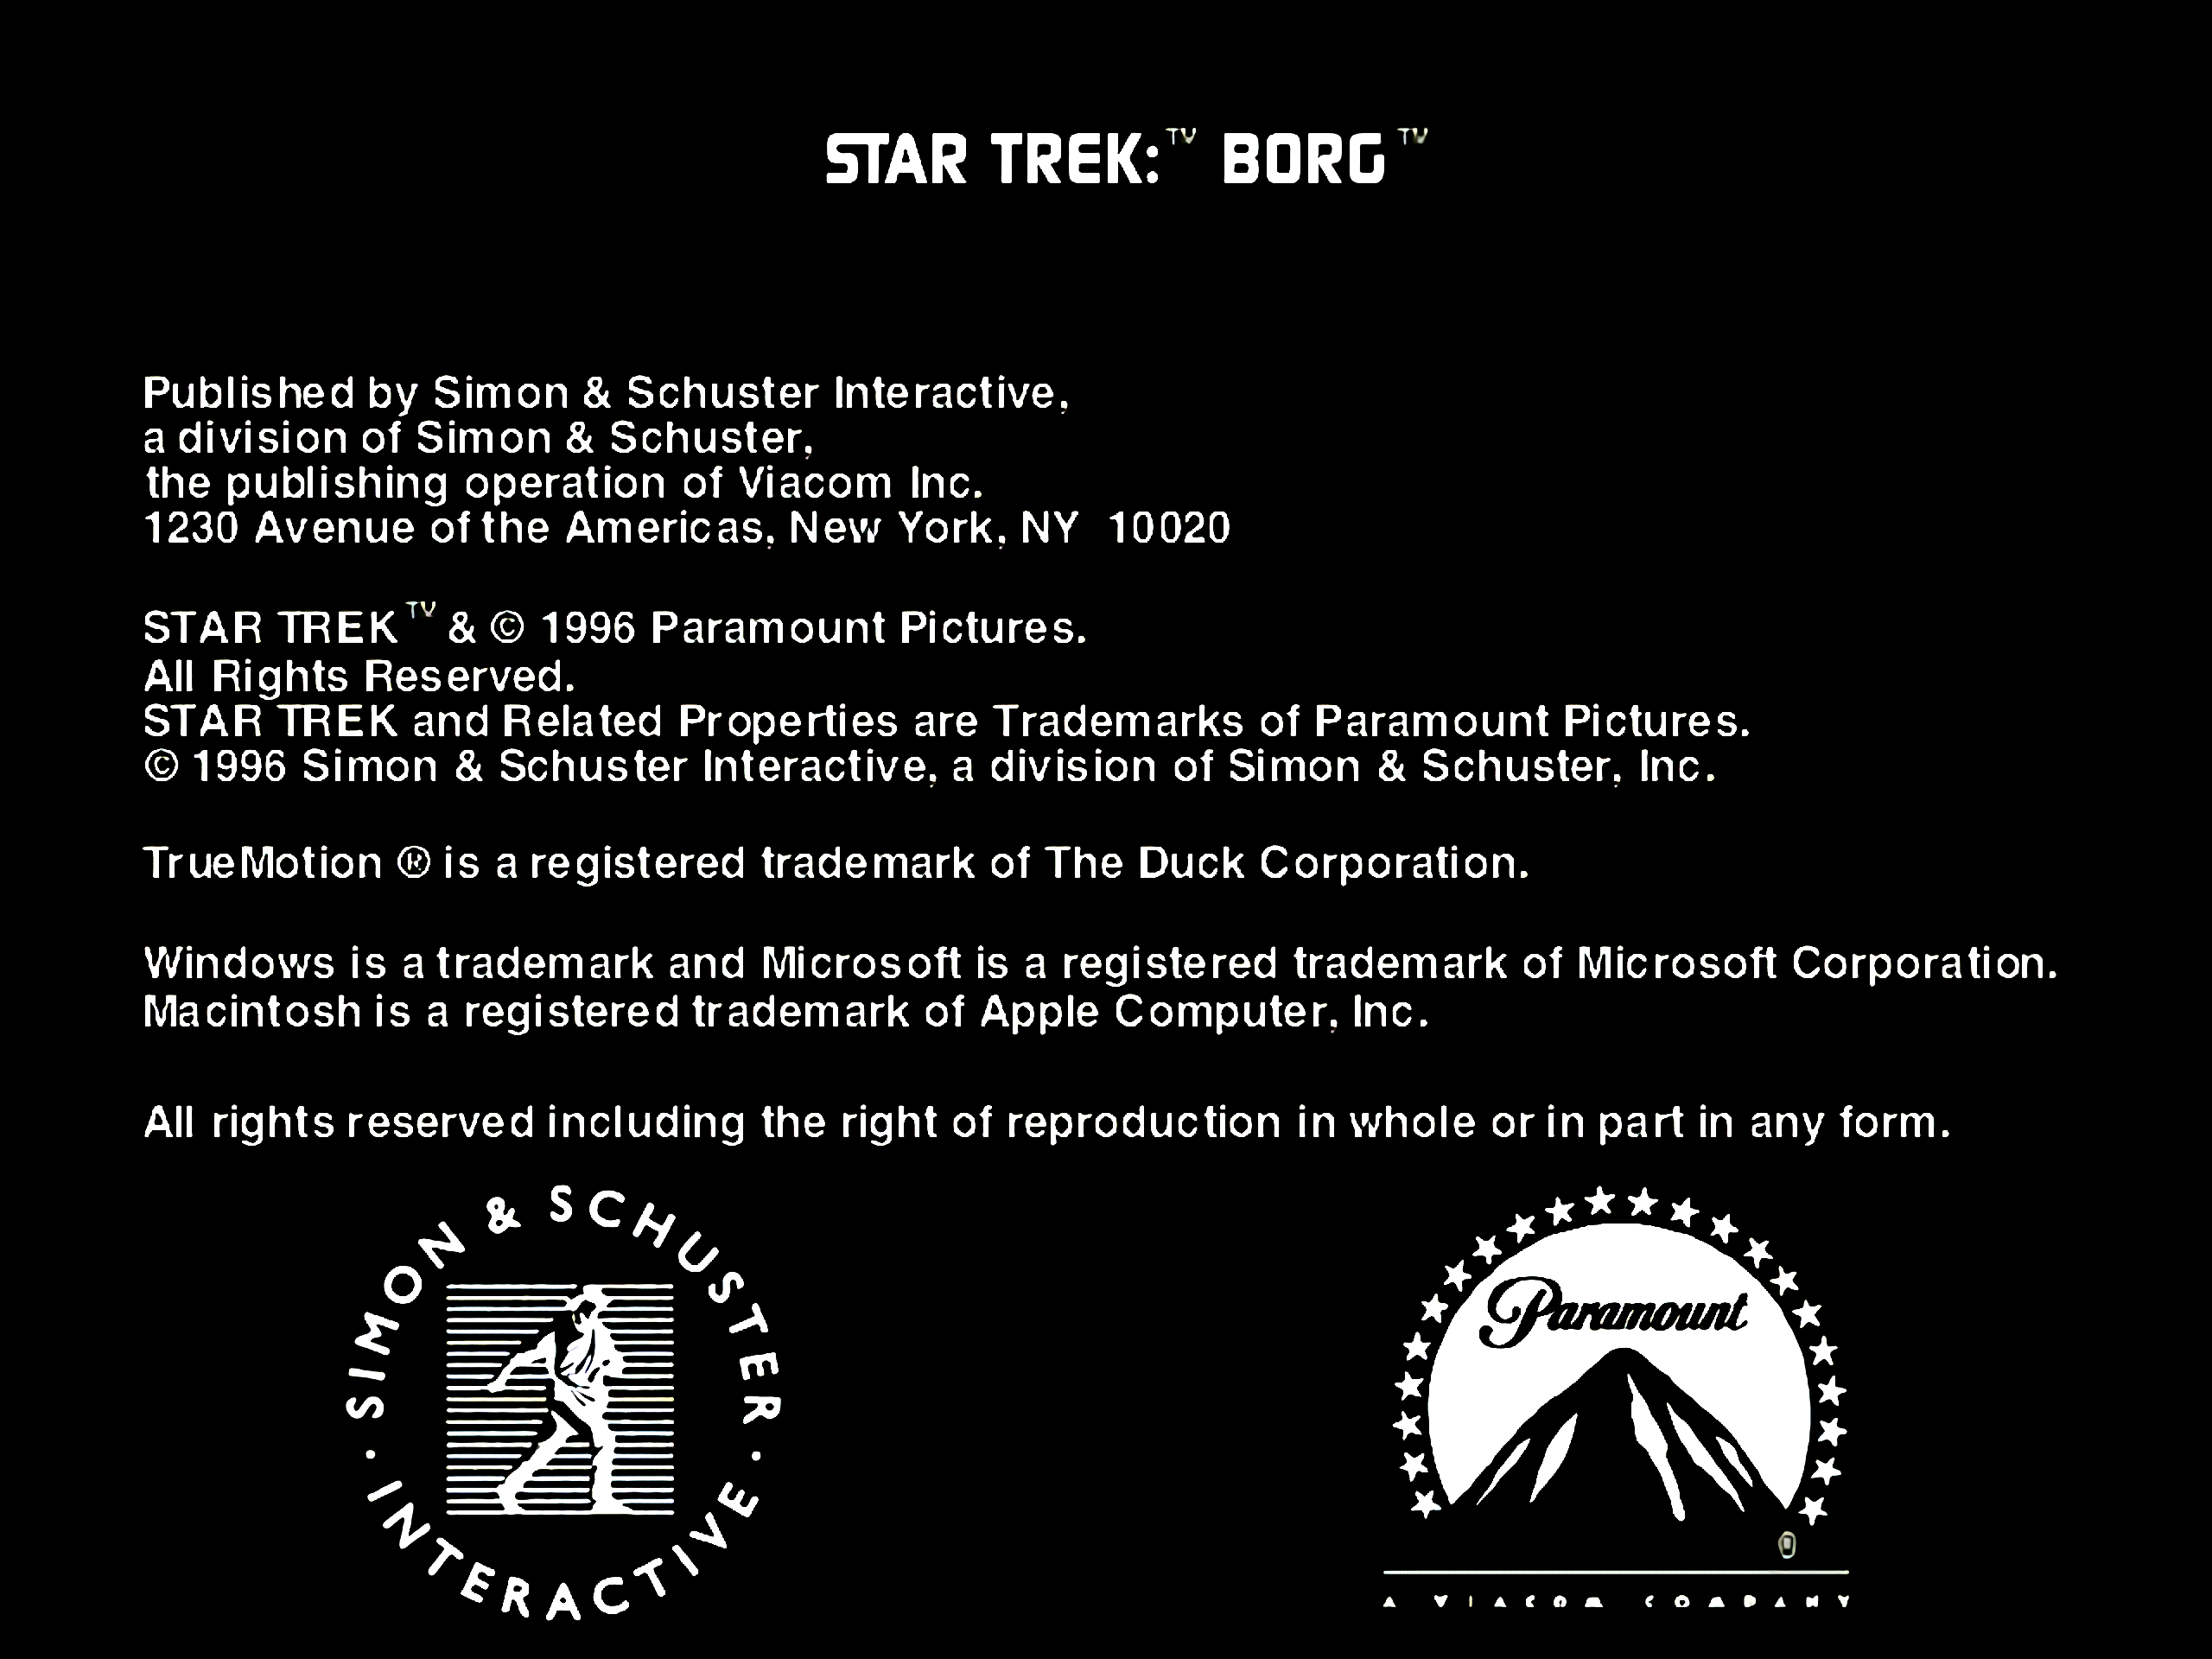 STAR TREK:™ BORG™
Published by Simon & Schuster Interactive,
a division of Simon & Schuster,
the publishing operation of Viacom Inc.
1230 Avenue of the Americas, New York, NY 10020
STAR TREK™ & © 1996 Paramount Pictures.
All Rights Reserved.
STAR TREK and Related Properties are Trademarks of Paramount Pictures.
© 1996 Simon & Schuster Interactive, a division of Simon & Schuster, Inc.
TrueMotion ® is a registered trademark of The Duck Corporation.
Windows is a trademark and Microsoft is a registered trademark of Microsoft Corporation.
Macintosh is a registered trademark of Apple Computer, Inc.
All rights reserved including the right of reproduction in whole or in part in any form.
SIMON & SCHUSTER · INTERACTIVE ·
Paramount
A VIACOM COMPANY